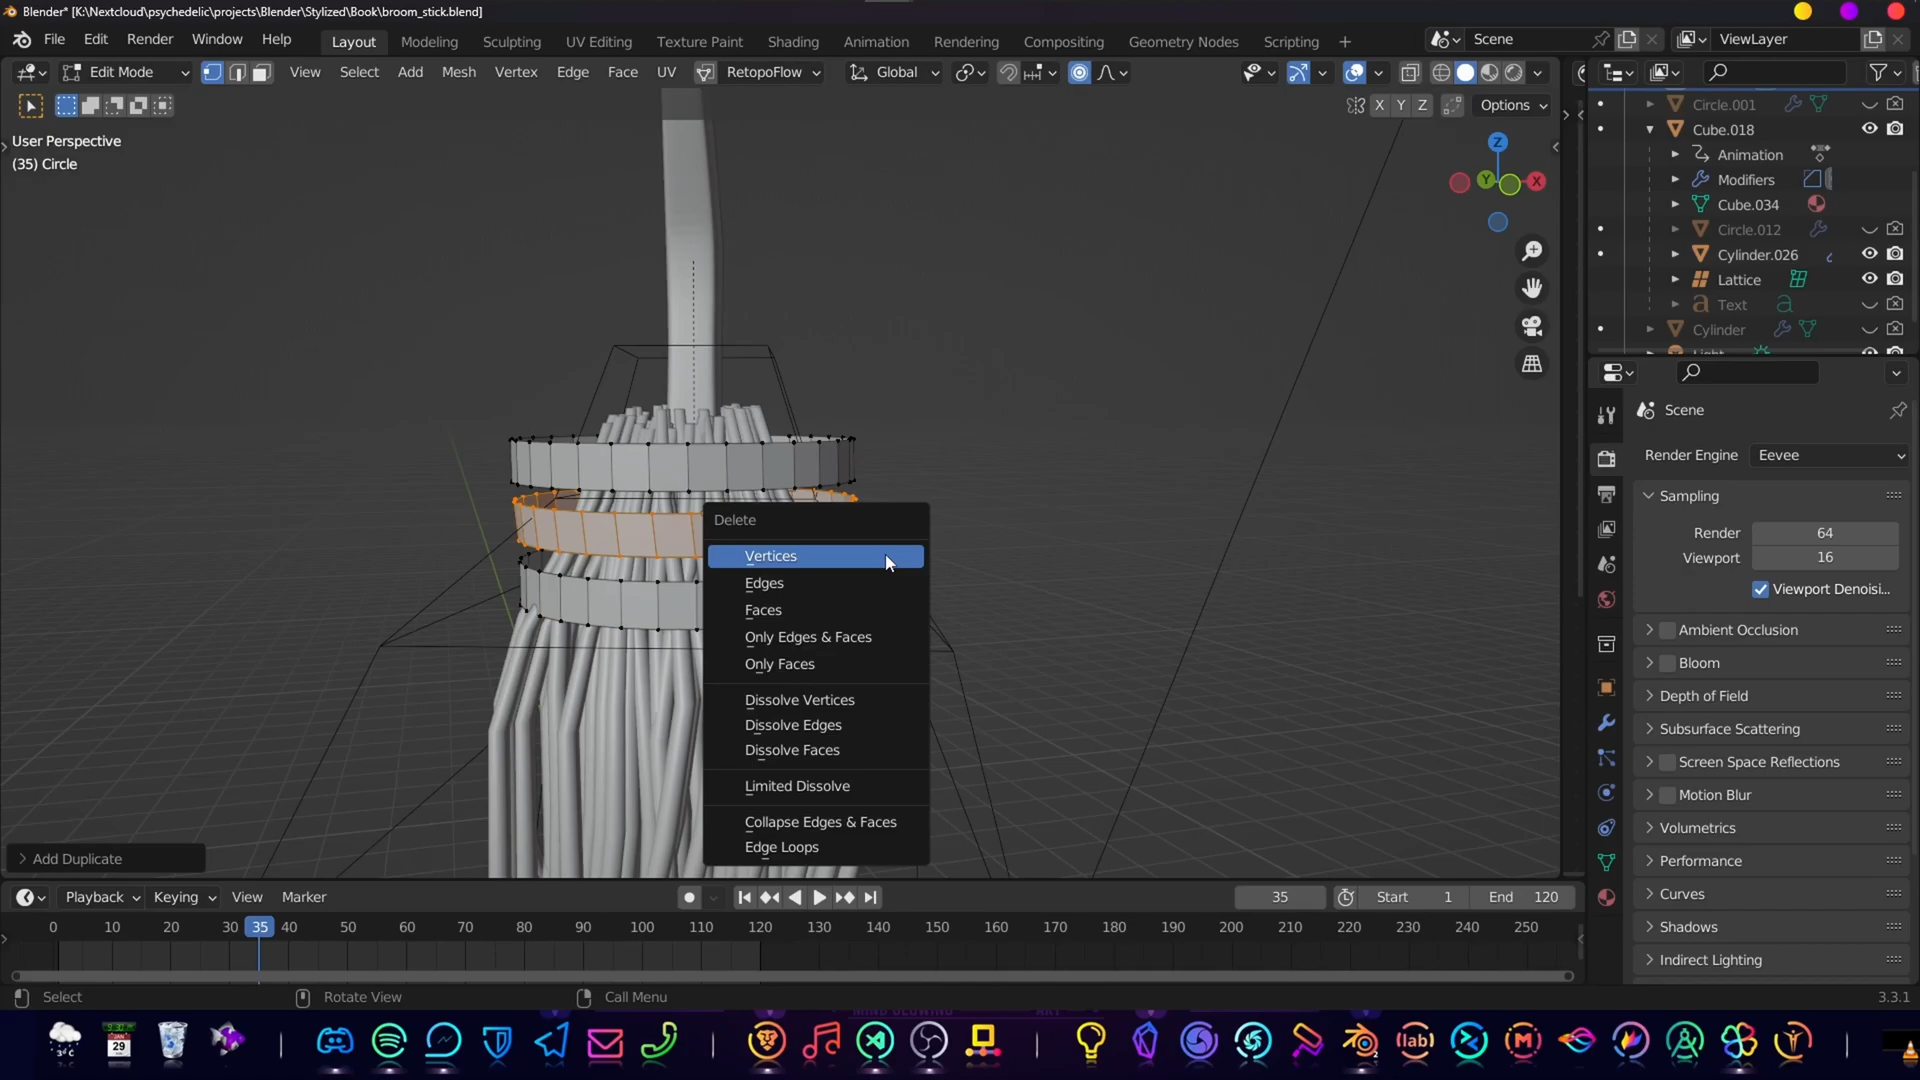 Blender* [K:\Nextcloud\psychedelic\projects\Blender\Stylized\Book\broom_stick.blend]
File Edit Render Window Help Layout Modeling Sculpting UV Editing Texture Paint Shading Animation Rendering Compositing Geometry Nodes Scripting + Scene ViewLayer
Edit Mode View Select Add Mesh Vertex Edge Face UV RetopoFlow Global
X Y Z Options
User Perspective
(35) Circle
Z
Y X
Circle.001
Cube.018
Animation
Modifiers
Cube.034
Circle.012
Cylinder.026
Lattice
Text
Cylinder
Scene
Render Engine Eevee
Sampling
Render 64
Viewport 16
Viewport Denoisi...
Ambient Occlusion
Bloom
Depth of Field
Subsurface Scattering
Screen Space Reflections
Motion Blur
Volumetrics
Performance
Curves
Shadows
Indirect Lighting
Delete
Vertices
Edges
Faces
Only Edges & Faces
Only Faces
Dissolve Vertices
Dissolve Edges
Dissolve Faces
Limited Dissolve
Collapse Edges & Faces
Edge Loops
Add Duplicate
Playback Keying View Marker 35 Start 1 End 120
0 10 20 30 35 40 50 60 70 80 90 100 110 120 130 140 150 160 170 180 190 200 210 220 230 240 250
Select Rotate View Call Menu 3.3.1
3°C
9:30 PM
JAN
29
{lab}